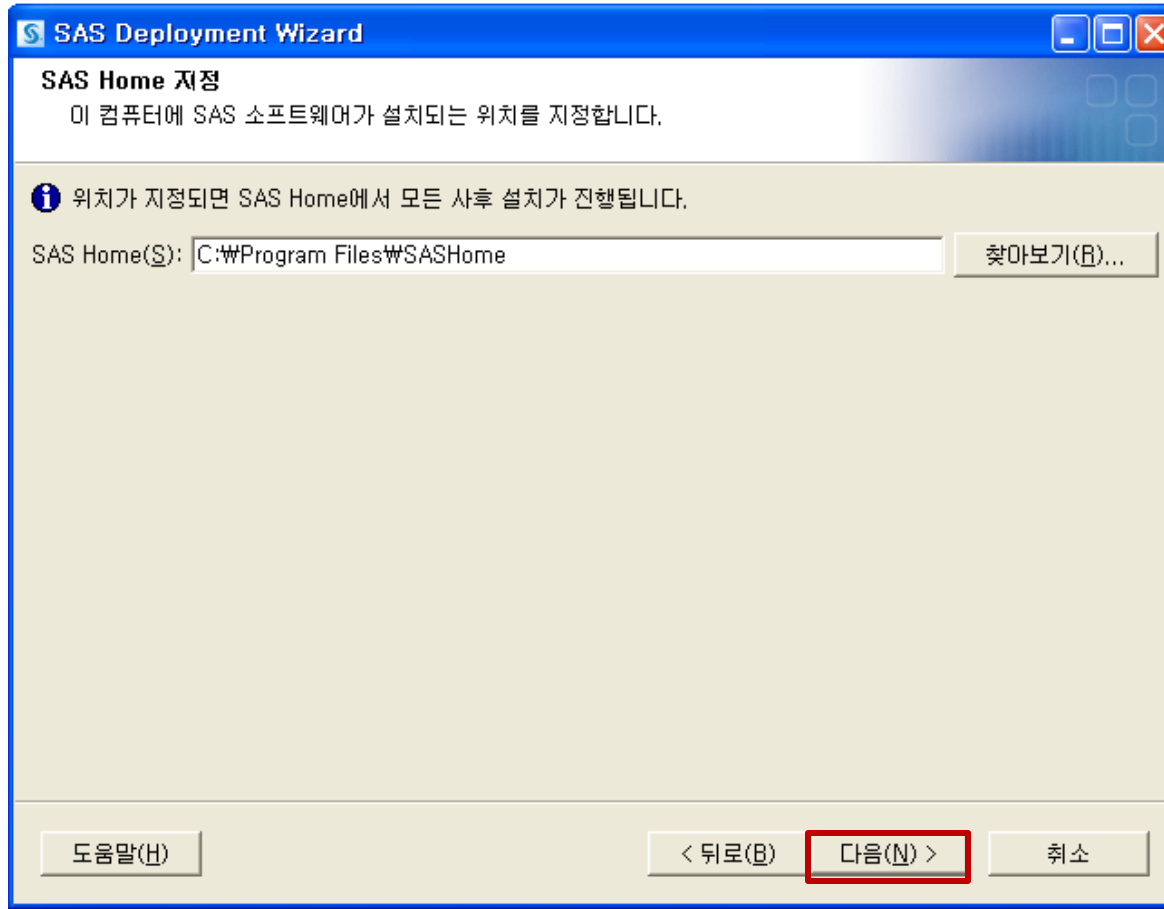 SAS Deployment Wizard
SAS Home 지정
이 컴퓨터에 SAS 소프트웨어가 설치되는 위치를 지정합니다.
위치가 지정되면 SAS Home에서 모든 사후 설치가 진행됩니다.
SAS Home(S): C:₩Program Files₩SASHome 찾아보기(R)...
도움말(H) < 뒤로(B) 다음(N) > 취소